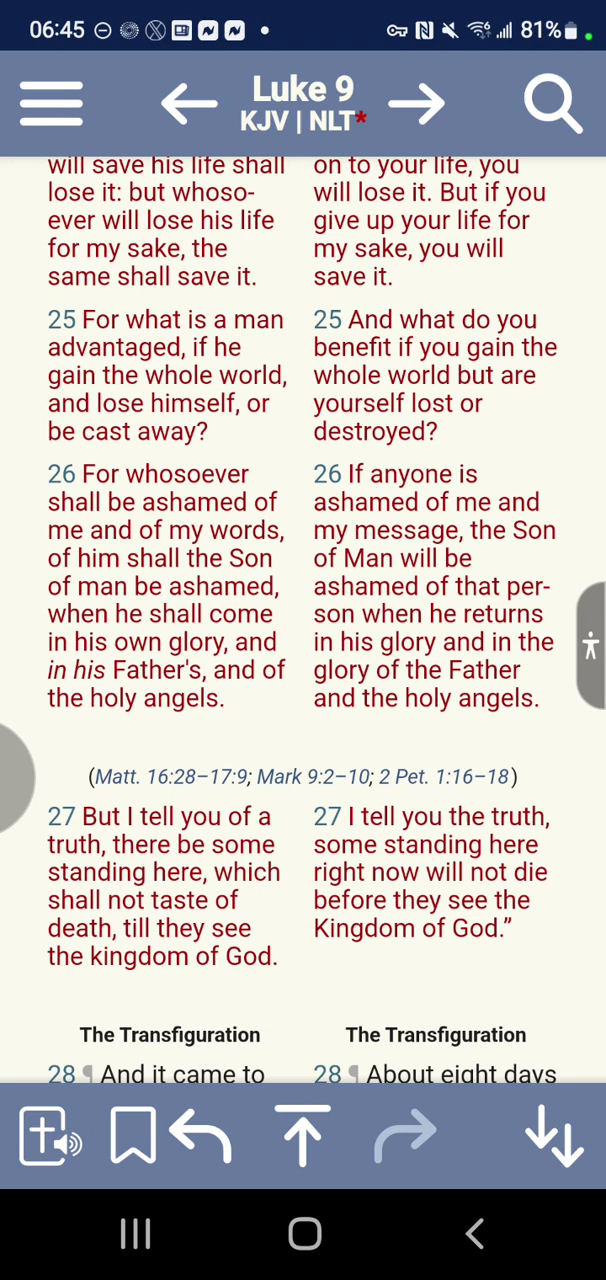 06:45
81%
Luke 9
KJV | NLT*
will save his life shall
lose it: but whoso-
ever will lose his life
for my sake, the
same shall save it.
25 For what is a man
advantaged, if he
gain the whole world,
and lose himself, or
be cast away?
26 For whosoever
shall be ashamed of
me and of my words,
of him shall the Son
of man be ashamed,
when he shall come
in his own glory, and
in his Father's, and of
the holy angels.
on to your life, you
will lose it. But if you
give up your life for
my sake, you will
save it.
25 And what do you
benefit if you gain the
whole world but are
yourself lost or
destroyed?
26 If anyone is
ashamed of me and
my message, the Son
of Man will be
ashamed of that per-
son when he returns
in his glory and in the
glory of the Father
and the holy angels.
(Matt. 16:28–17:9; Mark 9:2–10; 2 Pet. 1:16–18)
27 But I tell you of a
truth, there be some
standing here, which
shall not taste of
death, till they see
the kingdom of God.
27 I tell you the truth,
some standing here
right now will not die
before they see the
Kingdom of God.”
The Transfiguration
28 ¶ And it came to
The Transfiguration
28 ¶ About eight days